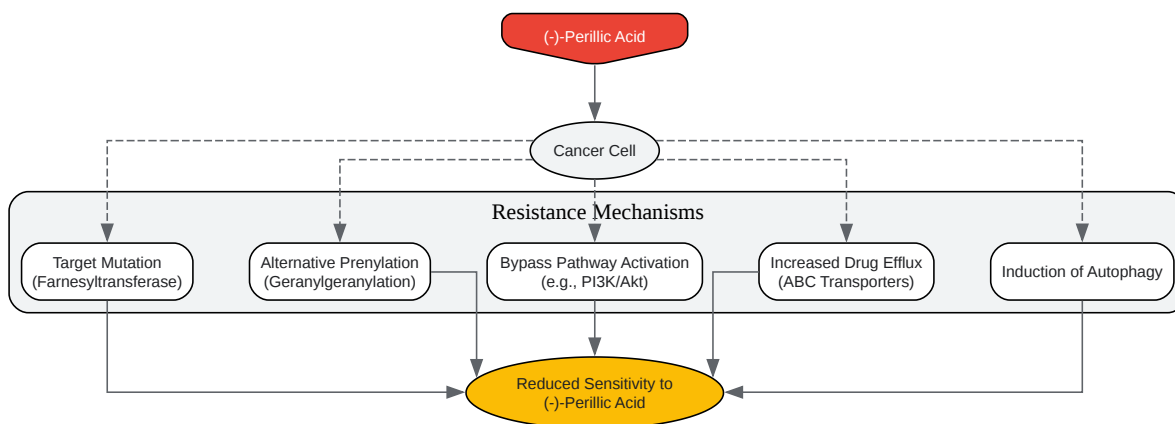 (-)-Perillic Acid
Cancer Cell
Resistance Mechanisms
Target Mutation
(Farnesyltransferase)
Alternative Prenylation
(Geranylgeranylation)
Bypass Pathway Activation
(e.g., PI3K/Akt)
Increased Drug Efflux
(ABC Transporters)
Induction of Autophagy
Reduced Sensitivity to
(-)-Perillic Acid